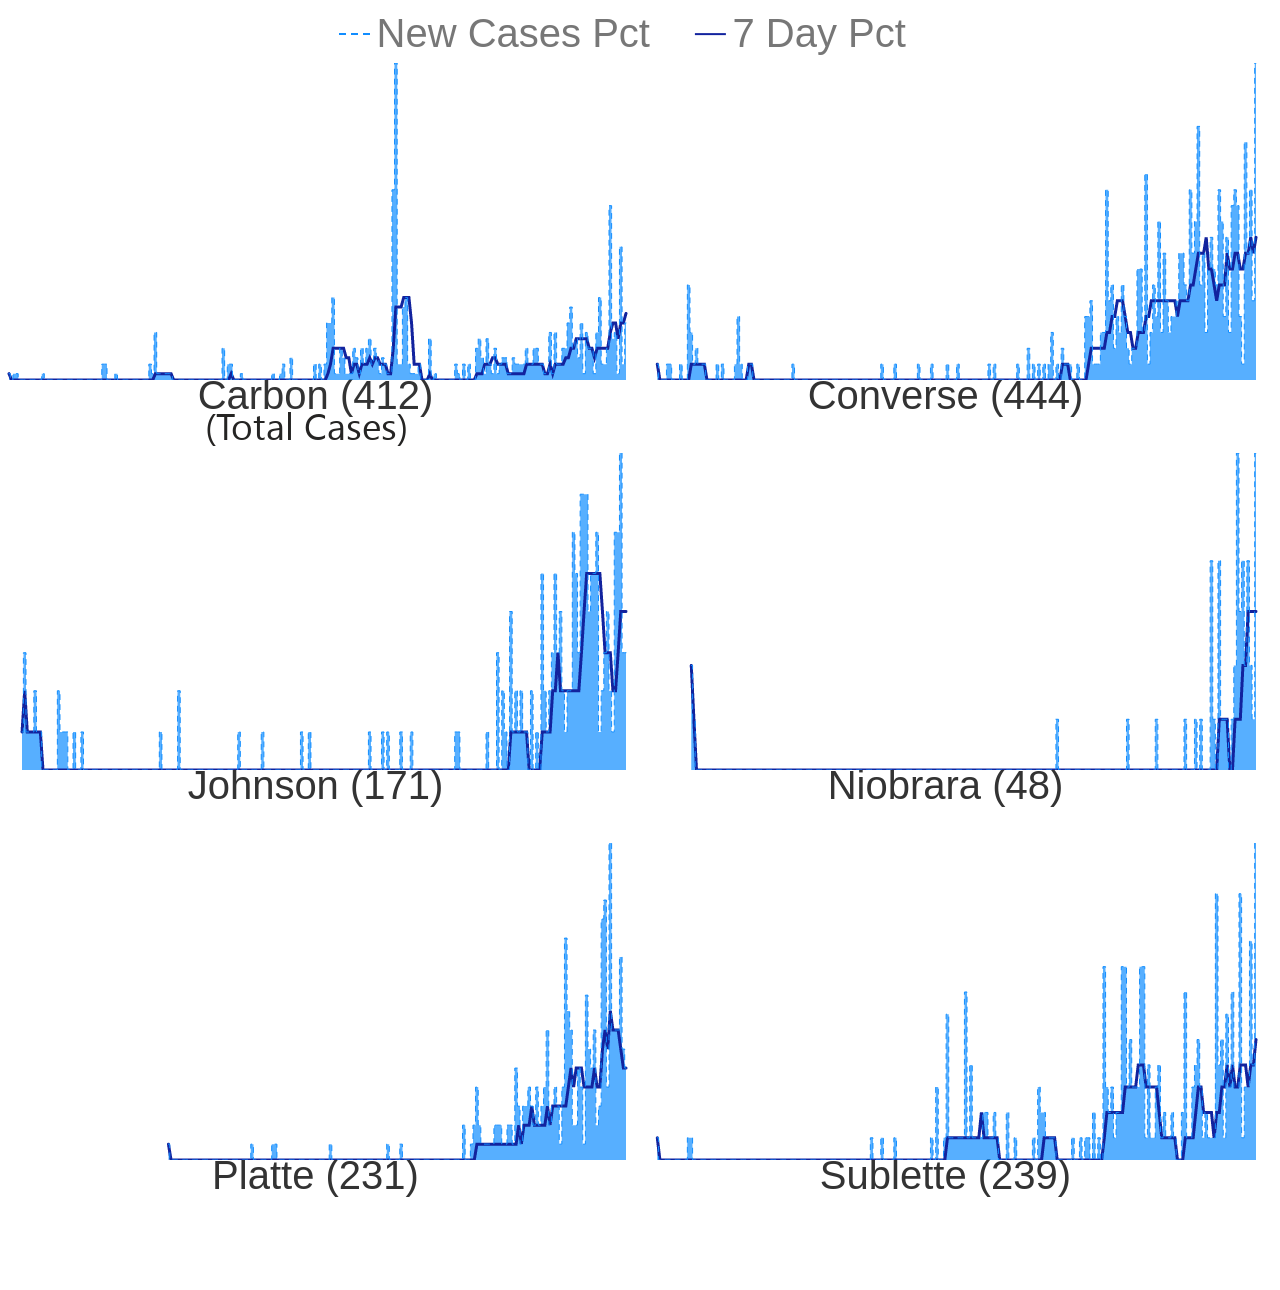 New Cases Pct 7 Day Pct
Carbon (412) Converse (444)
(Total Cases)
Johnson (171) Niobrara (48)
Platte (231) Sublette (239)